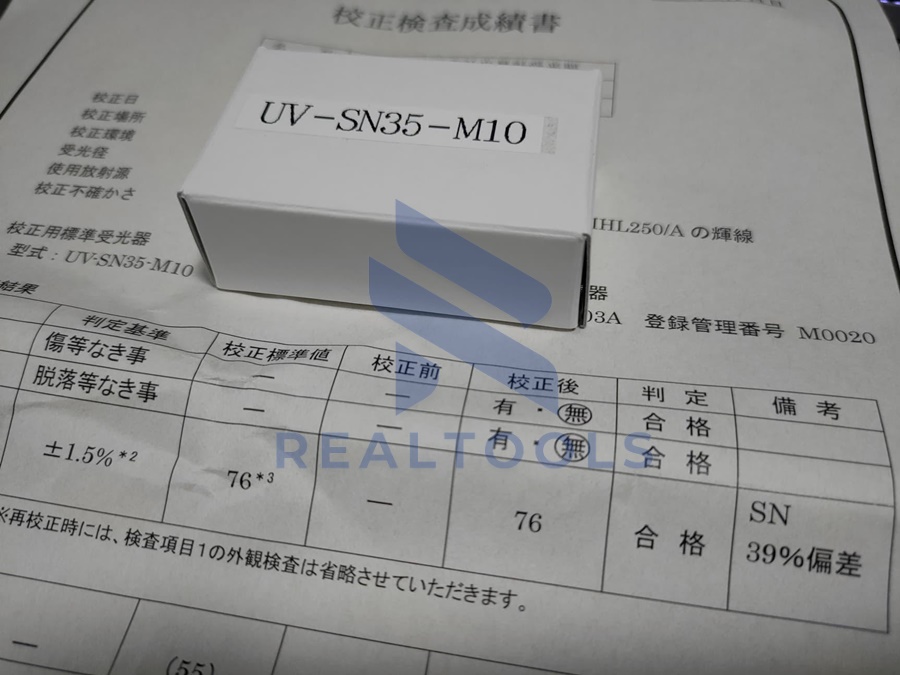 校正検査成績書
UV-SN35-M10
校正日
校正場所
校正環境
受光径
使用放射源
校正不確かさ
IHL250/A の輝線
校正用標準受光器
型式：UV-SN35-M10
器
03A 登録管理番号 M0020
結果
判定基準 校正標準値 校正前 校正後 判 定 備 考
傷等なき事 — — 有 ・ 無 合 格
脱落等なき事 — — 有 ・ 無 合 格
±1.5%*2 76*3 — 76 合 格 SN 39%偏差
※再校正時には、検査項目1の外観検査は省略させていただきます。
— (55)
REALTOOLS